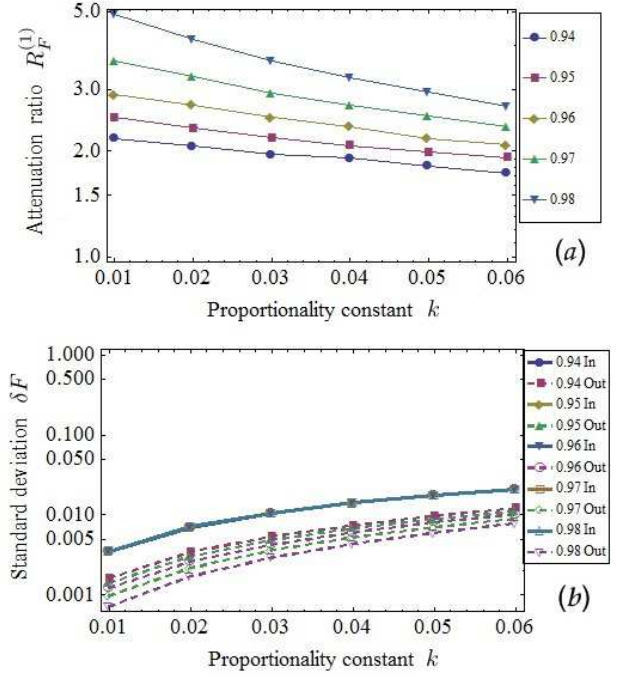 5.0
3.0
2.0
1.5
1.0
Attenuation ratio R_F^{(1)}
0.01 0.02 0.03 0.04 0.05 0.06
Proportionality constant k
0.94
0.95
0.96
0.97
0.98
(a)
1.000
0.500
0.100
0.050
0.010
0.005
0.001
Standard deviation δF
0.01 0.02 0.03 0.04 0.05 0.06
Proportionality constant k
0.94 In
0.94 Out
0.95 In
0.95 Out
0.96 In
0.96 Out
0.97 In
0.97 Out
0.98 In
0.98 Out
(b)